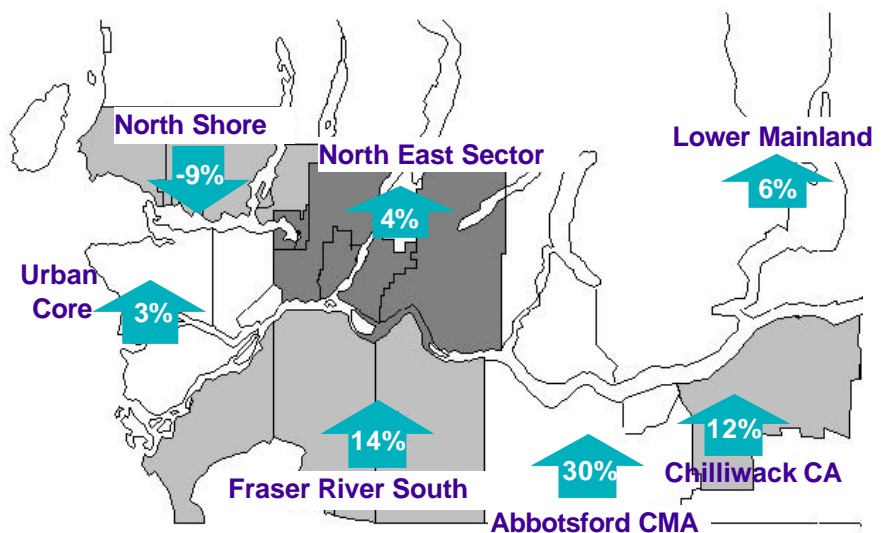 North Shore
-9%
North East Sector
4%
Lower Mainland
6%
Urban
Core
3%
14%
Fraser River South
30%
Abbotsford CMA
12%
Chilliwack CA